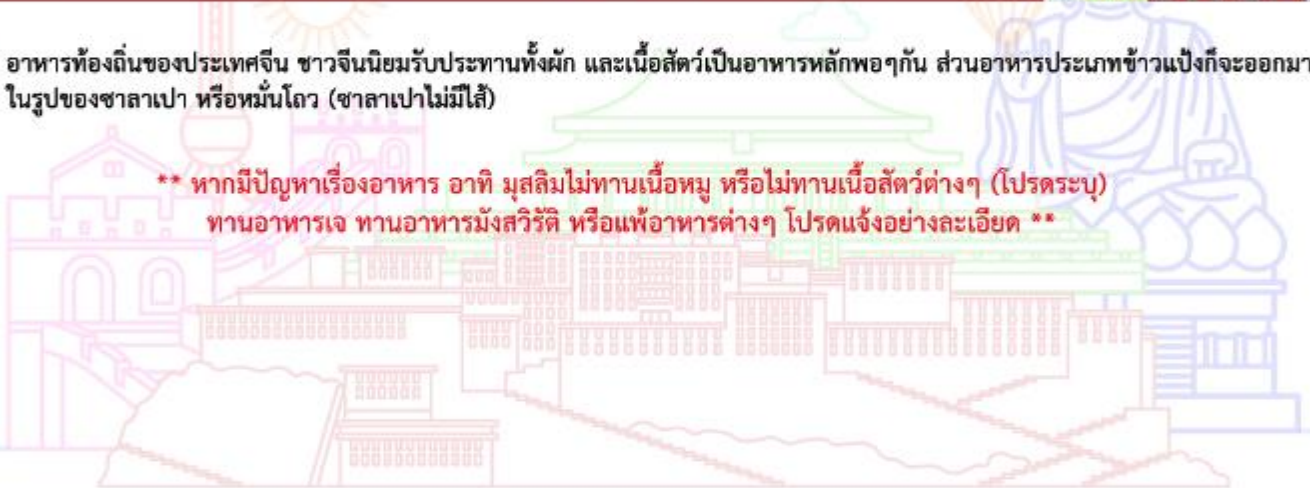 อาหารท้องถิ่นของประเทศจีน ชาวจีนนิยมรับประทานทั้งผัก และเนื้อสัตว์เป็นอาหารหลักพอๆกัน ส่วนอาหารประเภทข้าวแป้งก็จะออกมา
ในรูปของซาลาเปา หรือหมั่นโถว (ซาลาเปาไม่มีไส้)
** หากมีปัญหาเรื่องอาหาร อาทิ มุสลิมไม่ทานเนื้อหมู หรือไม่ทานเนื้อสัตว์ต่างๆ (โปรดระบุ)
ทานอาหารเจ ทานอาหารมังสวิรัติ หรือแพ้อาหารต่างๆ โปรดแจ้งอย่างละเอียด **